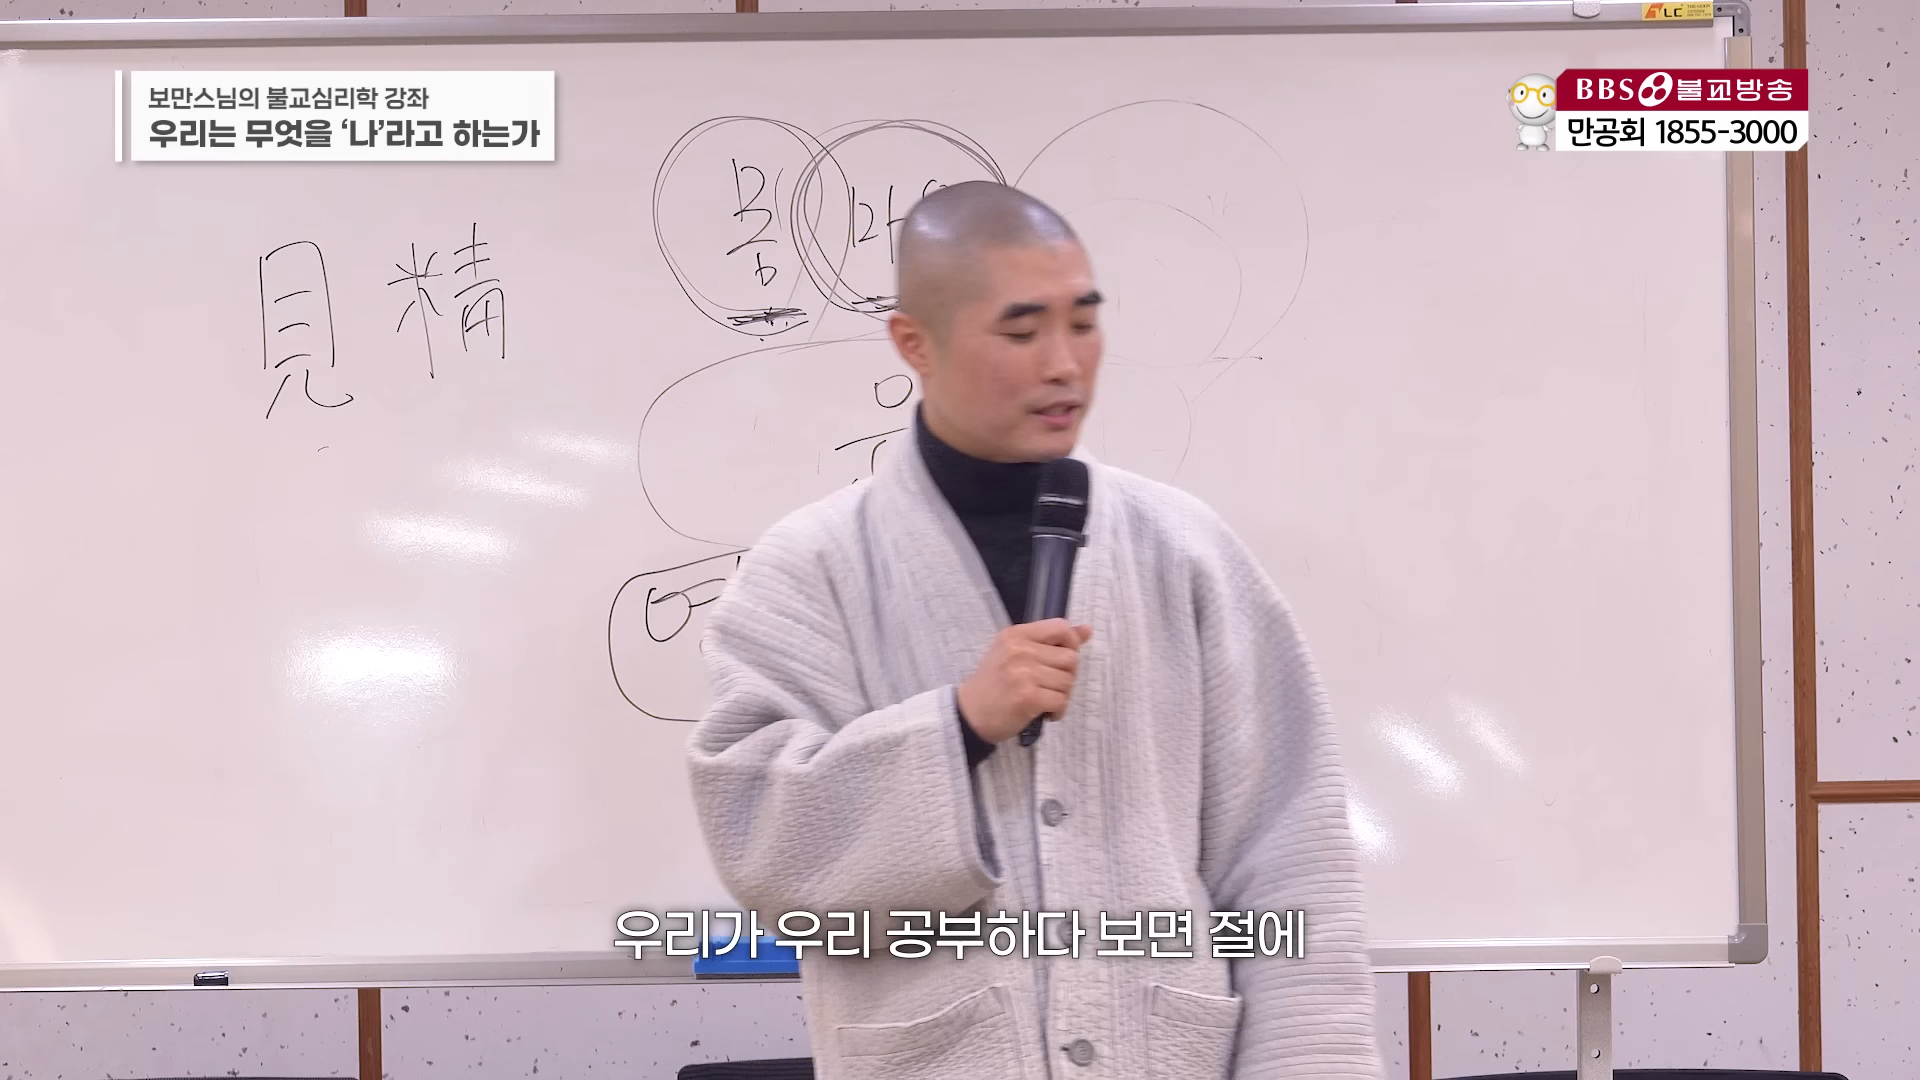 보만스님의 불교심리학 강좌
우리는 무엇을 ‘나’라고 하는가
BBS 불교방송
만공회 1855-3000
LC
見 精
몸
우리가 우리 공부하다 보면 절에